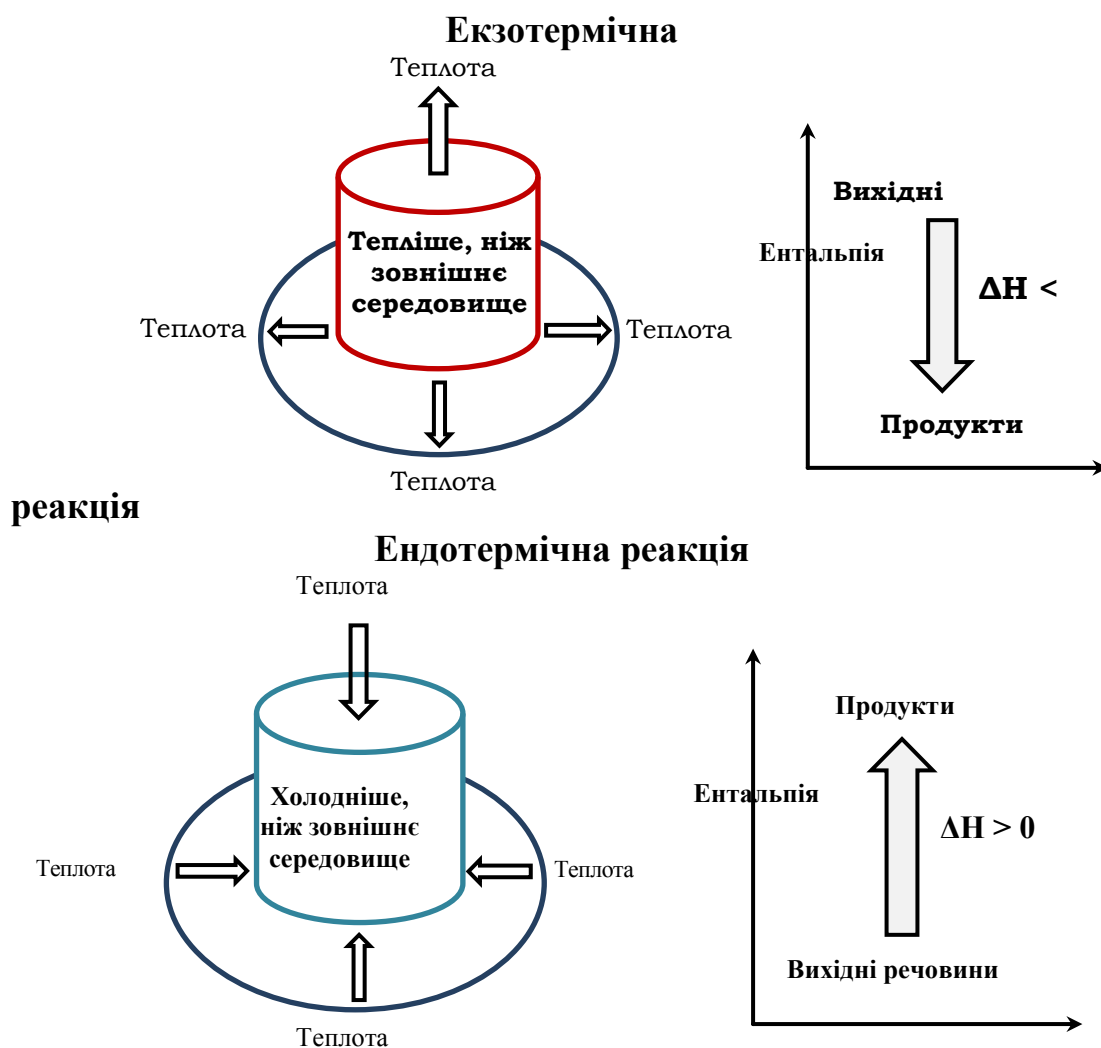 Екзотермічна
Теплота
Вихідні
Тепліше, ніж
зовнішнє
середовище
Ентальпія
ΔH <
Теплота
Теплота
Продукти
Теплота
реакція
Ендотермічна реакція
Теплота
Продукти
Холодніше,
ніж зовнішнє
середовище
Ентальпія
ΔH > 0
Теплота
Теплота
Вихідні речовини
Теплота